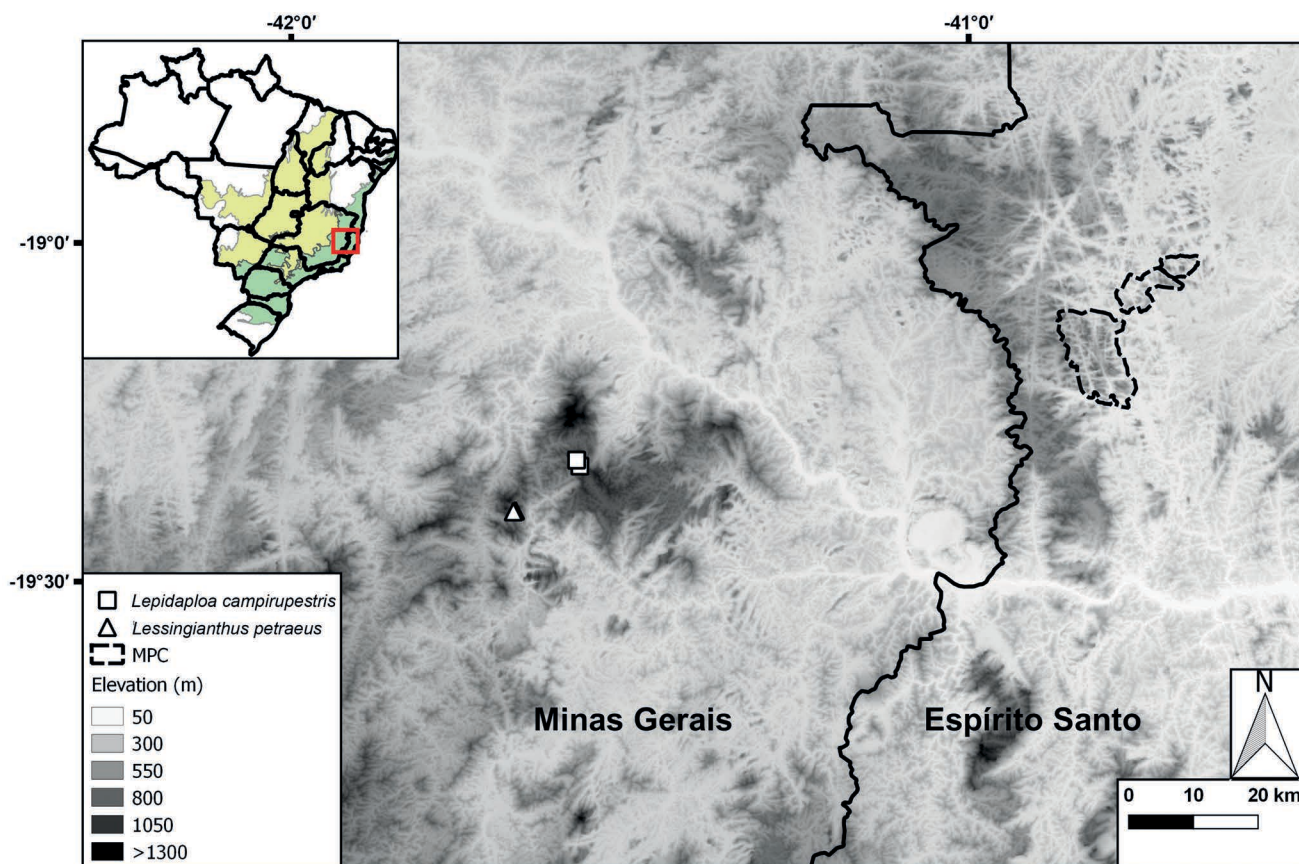 -42°0′
-41°0′
-19°0′
-19°30′
Lepidaploa campirupestris
Lessingianthus petraeus
MPC
Elevation (m)
50
300
550
800
1050
>1300
Minas Gerais
Espírito Santo
N
0 10 20 km